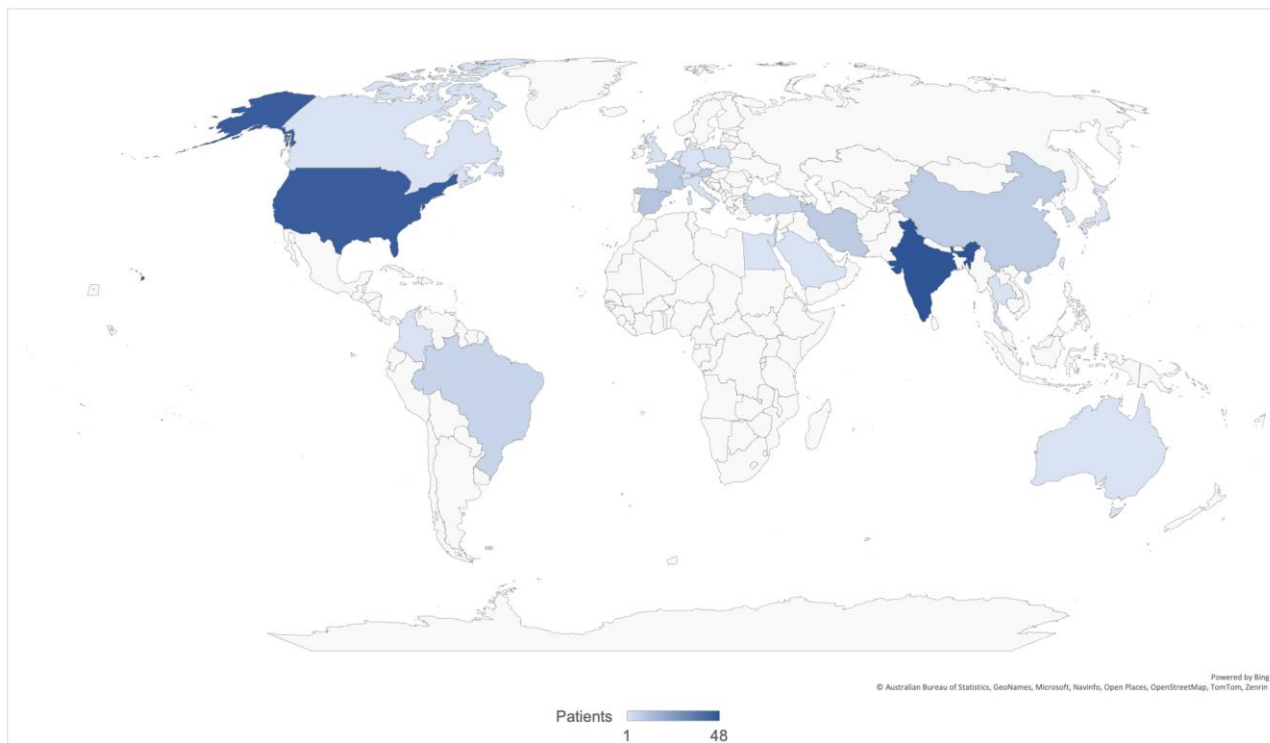 Powered by Bing
© Australian Bureau of Statistics, GeoNames, Microsoft, Navinfo, Open Places, OpenStreetMap, TomTom, Zenrin
Patients
1 48